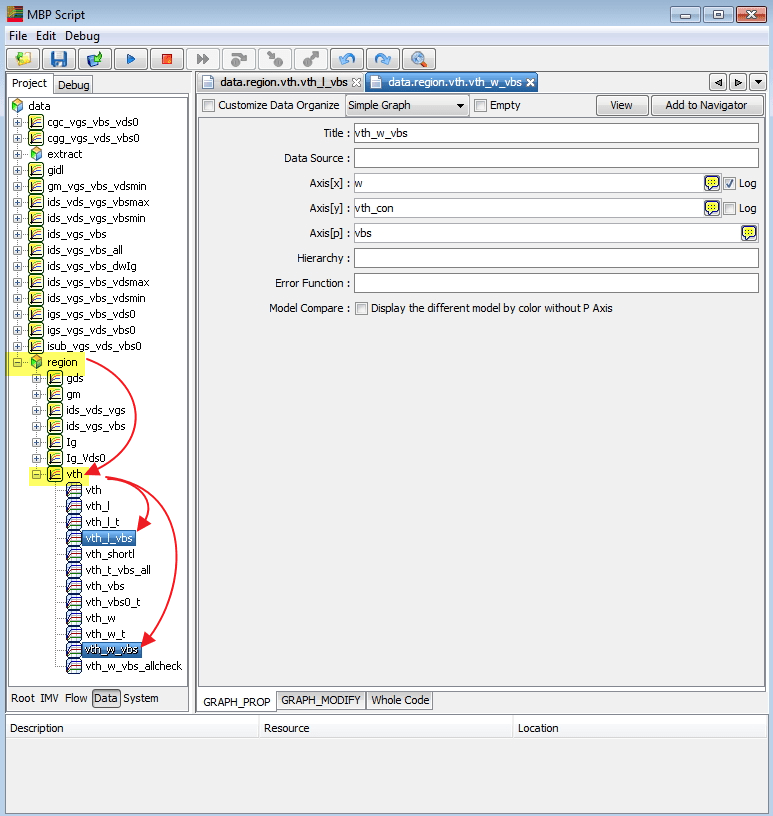 MBP Script
File Edit Debug
Project Debug
data
cgc_vgs_vbs_vds0
cgg_vgs_vds_vbs0
extract
gidl
gm_vgs_vbs_vdsmin
ids_vds_vgs_vbsmax
ids_vds_vgs_vbsmin
ids_vgs_vbs
ids_vgs_vbs_all
ids_vgs_vbs_dwIg
ids_vgs_vbs_vdsmax
ids_vgs_vbs_vdsmin
igs_vgs_vbs_vds0
igs_vgs_vds_vbs0
isub_vgs_vds_vbs0
region
gds
gm
ids_vds_vgs
ids_vgs_vbs
Ig
Ig_Vds0
vth
vth
vth_l
vth_l_t
vth_l_vbs
vth_shortl
vth_t_vbs_all
vth_vbs
vth_vbs0_t
vth_w
vth_w_t
vth_w_vbs
vth_w_vbs_allcheck
Root IMV Flow Data System
data.region.vth.vth_l_vbs data.region.vth.vth_w_vbs
Customize Data Organize Simple Graph Empty View Add to Navigator
Title : vth_w_vbs
Data Source :
Axis[x] : w Log
Axis[y] : vth_con Log
Axis[p] : vbs
Hierarchy :
Error Function :
Model Compare : Display the different model by color without P Axis
GRAPH_PROP GRAPH_MODIFY Whole Code
Description Resource Location